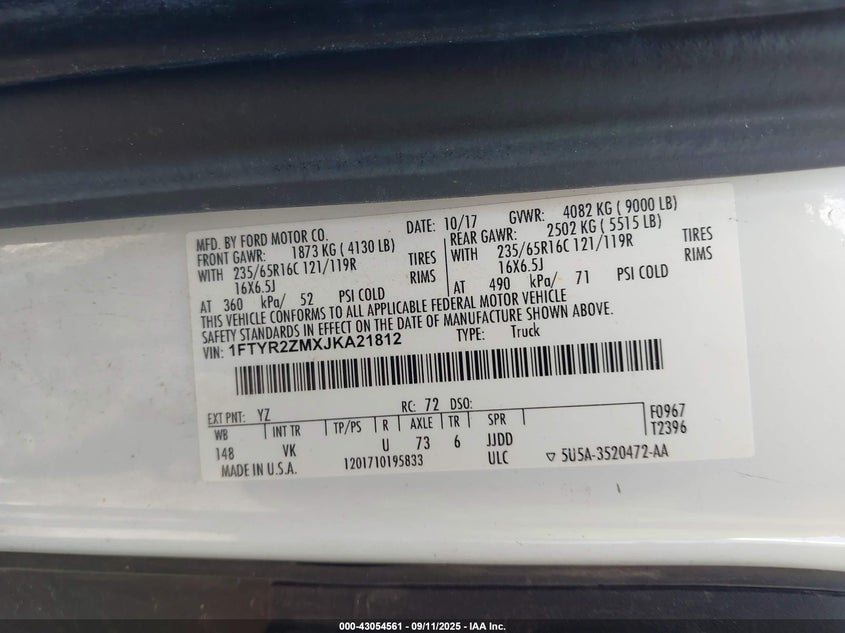 MFD. BY FORD MOTOR CO. DATE: 10/17 GVWR: 4082 KG ( 9000 LB)
FRONT GAWR: 1873 KG ( 4130 LB) REAR GAWR: 2502 KG ( 5515 LB)
WITH 235/65R16C 121/119R TIRES WITH 235/65R16C 121/119R TIRES
16X6.5J RIMS 16X6.5J RIMS
AT 360 kPa/ 52 PSI COLD AT 490 kPa/ 71 PSI COLD
THIS VEHICLE CONFORMS TO ALL APPLICABLE FEDERAL MOTOR VEHICLE
SAFETY STANDARDS IN EFFECT ON THE DATE OF MANUFACTURE SHOWN ABOVE.
VIN: 1FTYR2ZMXJKA21812 TYPE: Truck
EXT PNT: YZ RC: 72 DSO: F0967
WB INT TR TP/PS R AXLE TR SPR T2396
148 VK U 73 6 JJDD
MADE IN U.S.A. 1201710195833 ULC ▽ 5U5A-3520472-AA
000-43054561 - 09/11/2025 - IAA Inc.